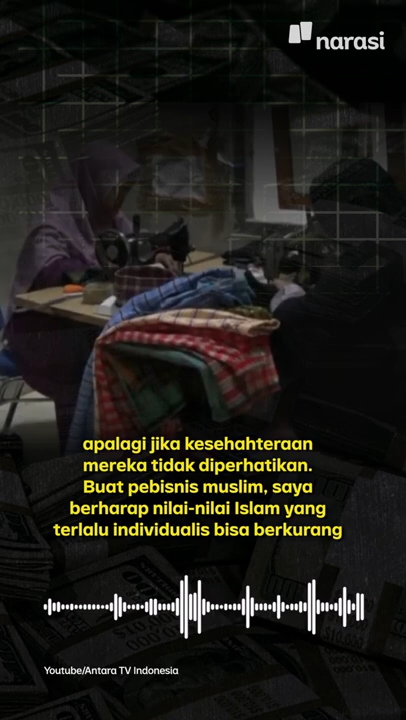 narasi
apalagi jika kesehahteraan
mereka tidak diperhatikan.
Buat pebisnis muslim, saya
berharap nilai-nilai Islam yang
terlalu individualis bisa berkurang
Youtube/Antara TV Indonesia